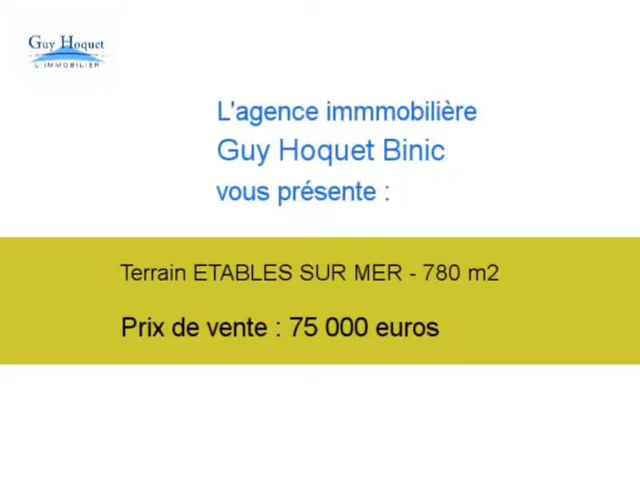 Guy Hoquet
L'IMMOBILIER
L'agence immmobilière
Guy Hoquet Binic
vous présente :
Terrain ETABLES SUR MER - 780 m2
Prix de vente : 75 000 euros